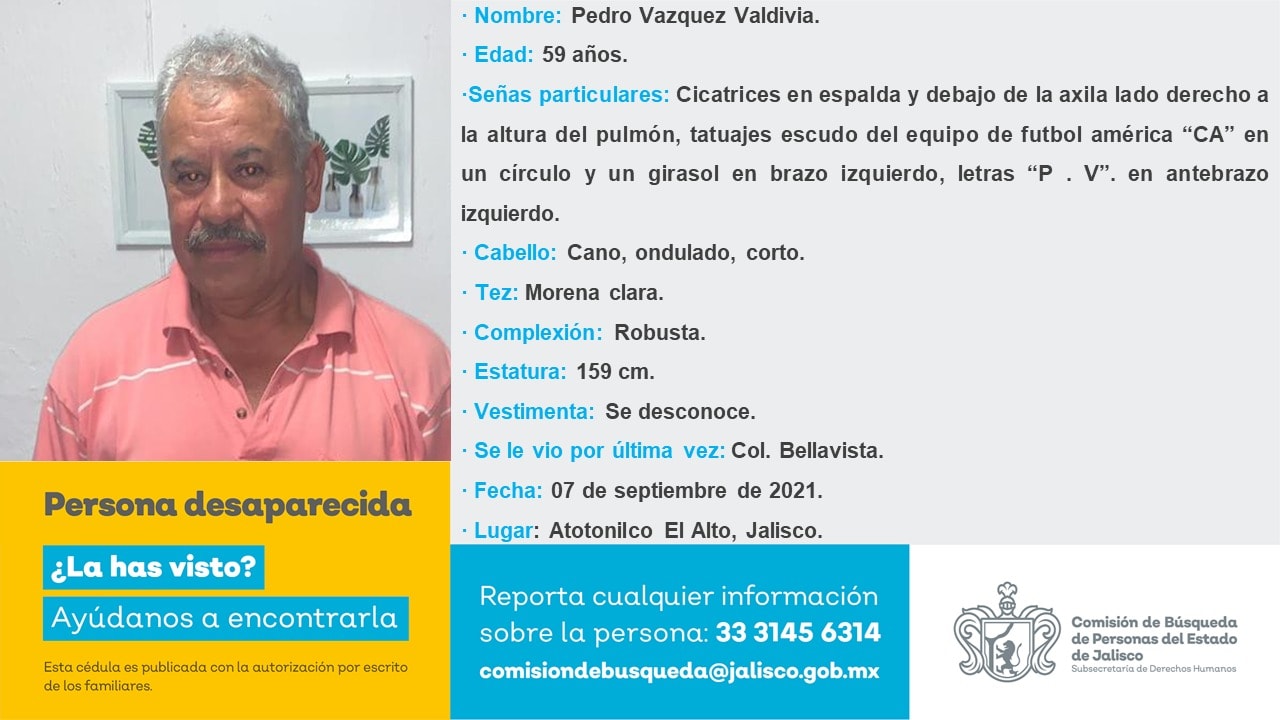 · Nombre: Pedro Vazquez Valdivia.
· Edad: 59 años.
·Señas particulares: Cicatrices en espalda y debajo de la axila lado derecho a
la altura del pulmón, tatuajes escudo del equipo de futbol américa “CA” en
un círculo y un girasol en brazo izquierdo, letras “P . V”. en antebrazo
izquierdo.
· Cabello: Cano, ondulado, corto.
· Tez: Morena clara.
· Complexión: Robusta.
· Estatura: 159 cm.
· Vestimenta: Se desconoce.
· Se le vio por última vez: Col. Bellavista.
· Fecha: 07 de septiembre de 2021.
· Lugar: Atotonilco El Alto, Jalisco.
Persona desaparecida
¿La has visto?
Ayúdanos a encontrarla
Esta cédula es publicada con la autorización por escrito
de los familiares.
Reporta cualquier información
sobre la persona: 33 3145 6314
comisiondebusqueda@jalisco.gob.mx
Comisión de Búsqueda
de Personas del Estado
de Jalisco
Subsecretaría de Derechos Humanos